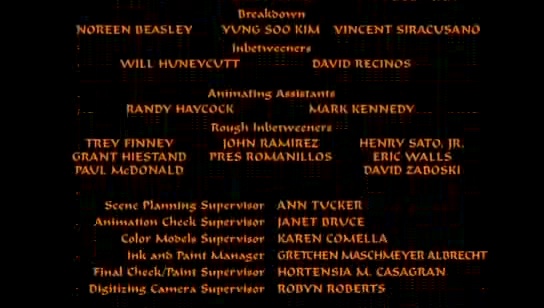 Breakdown
NOREEN BEASLEY YUNG SOO KIM VINCENT SIRACUSANO
Inbetweeners
WILL HUNEYCUTT DAVID RECINOS
Animating Assistants
RANDY HAYCOCK MARK KENNEDY
Rough Inbetweeners
TREY FINNEY JOHN RAMIREZ HENRY SATO, JR.
GRANT HIESTAND PRES ROMANILLOS ERIC WALLS
PAUL McDONALD DAVID ZABOSKI
Scene Planning Supervisor ANN TUCKER
Animation Check Supervisor JANET BRUCE
Color Models Supervisor KAREN COMELLA
Ink and Paint Manager GRETCHEN MASCHMEYER ALBRECHT
Final Check/Paint Supervisor HORTENSIA M. CASAGRAN
Digitizing Camera Supervisor ROBYN ROBERTS